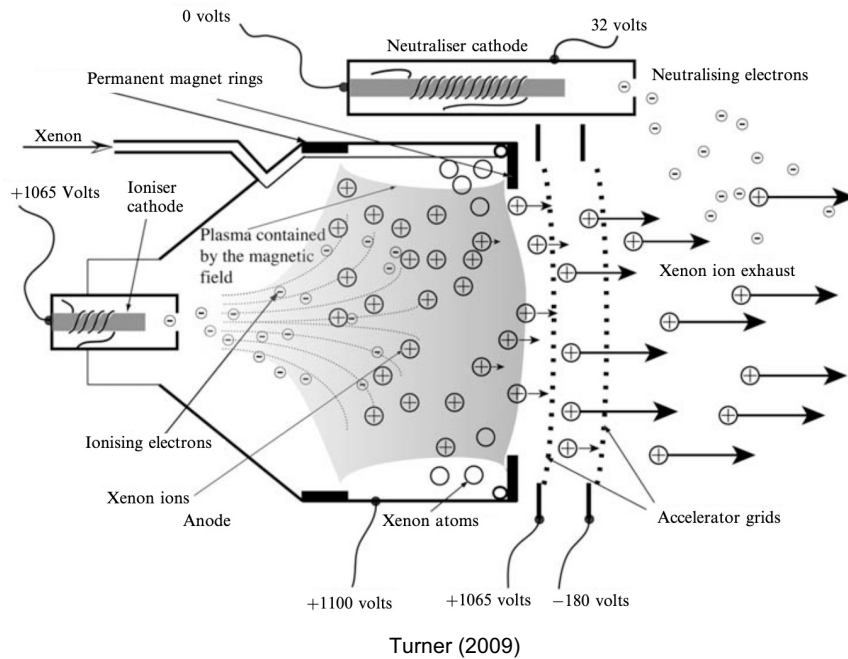 0 volts
32 volts
Neutraliser cathode
Permanent magnet rings
Neutralising electrons
Xenon
+1065 Volts
Ioniser
cathode
Plasma contained
by the magnetic
field
Xenon ion exhaust
Ionising electrons
Xenon ions
Anode
Xenon atoms
Accelerator grids
+1100 volts
+1065 volts
−180 volts
Turner (2009)